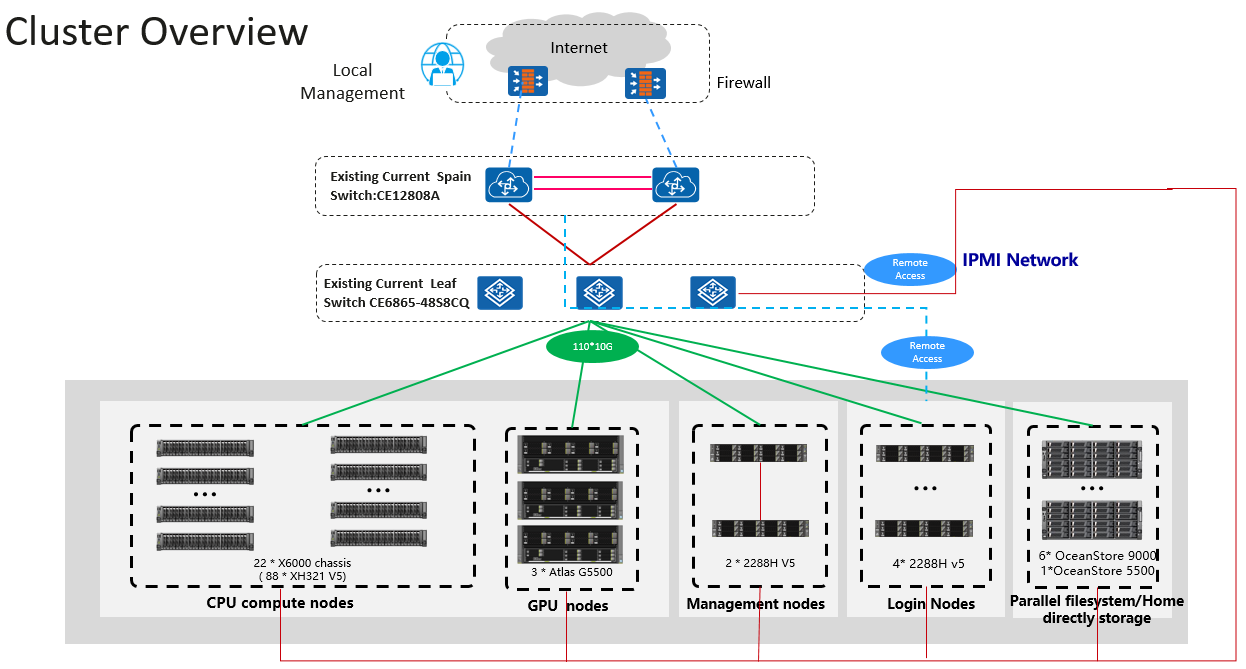 Cluster Overview
Internet
Local
Management
Firewall
Existing Current Spain
Switch:CE12808A
Existing Current Leaf
Switch CE6865-48S8CQ
Remote
Access
IPMI Network
110*10G
Remote
Access
22 * X6000 chassis
( 88 * XH321 V5)
CPU compute nodes
3 * Atlas G5500
GPU nodes
2 * 2288H V5
Management nodes
4* 2288H v5
Login Nodes
6* OceanStore 9000
1*OceanStore 5500
Parallel filesystem/Home
directly storage